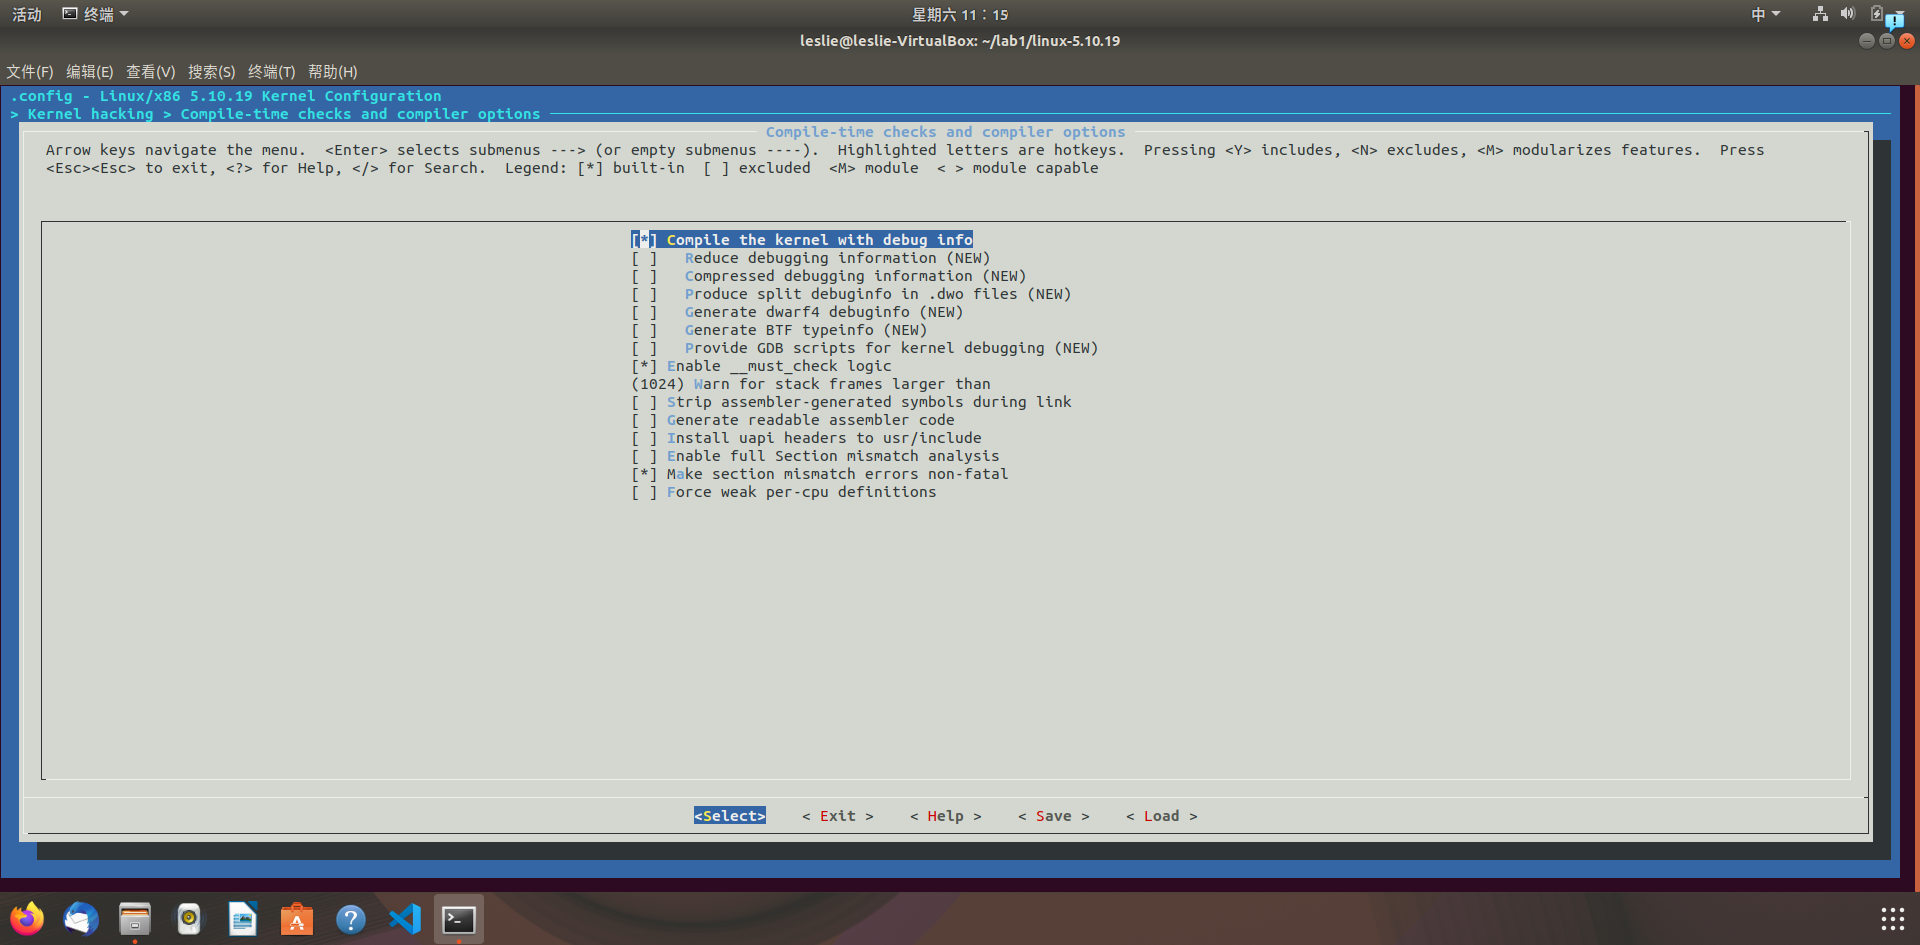 活动 终端 星期六 11：15 中
leslie@leslie-VirtualBox: ~/lab1/linux-5.10.19
文件(F) 编辑(E) 查看(V) 搜索(S) 终端(T) 帮助(H)
.config - Linux/x86 5.10.19 Kernel Configuration
> Kernel hacking > Compile-time checks and compiler options
Compile-time checks and compiler options
Arrow keys navigate the menu.  <Enter> selects submenus ---> (or empty submenus ----).  Highlighted letters are hotkeys.  Pressing <Y> includes, <N> excludes, <M> modularizes features.  Press
<Esc><Esc> to exit, <?> for Help, </> for Search.  Legend: [*] built-in  [ ] excluded  <M> module  < > module capable
[*] Compile the kernel with debug info
[ ]   Reduce debugging information (NEW)
[ ]   Compressed debugging information (NEW)
[ ]   Produce split debuginfo in .dwo files (NEW)
[ ]   Generate dwarf4 debuginfo (NEW)
[ ]   Generate BTF typeinfo (NEW)
[ ]   Provide GDB scripts for kernel debugging (NEW)
[*] Enable __must_check logic
(1024) Warn for stack frames larger than
[ ] Strip assembler-generated symbols during link
[ ] Generate readable assembler code
[ ] Install uapi headers to usr/include
[ ] Enable full Section mismatch analysis
[*] Make section mismatch errors non-fatal
[ ] Force weak per-cpu definitions
<Select>    < Exit >    < Help >    < Save >    < Load >